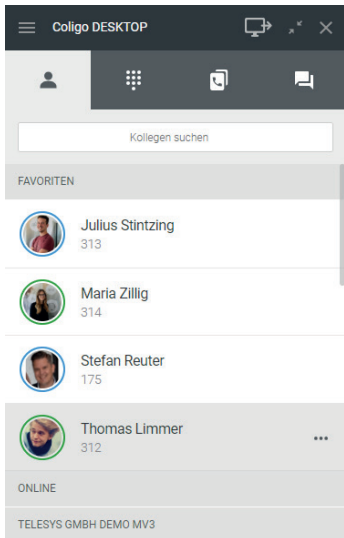 Coligo DESKTOP
Kollegen suchen
FAVORITEN
Julius Stintzing
313
Maria Zillig
314
Stefan Reuter
175
Thomas Limmer
312
ONLINE
TELESYS GMBH DEMO MV3